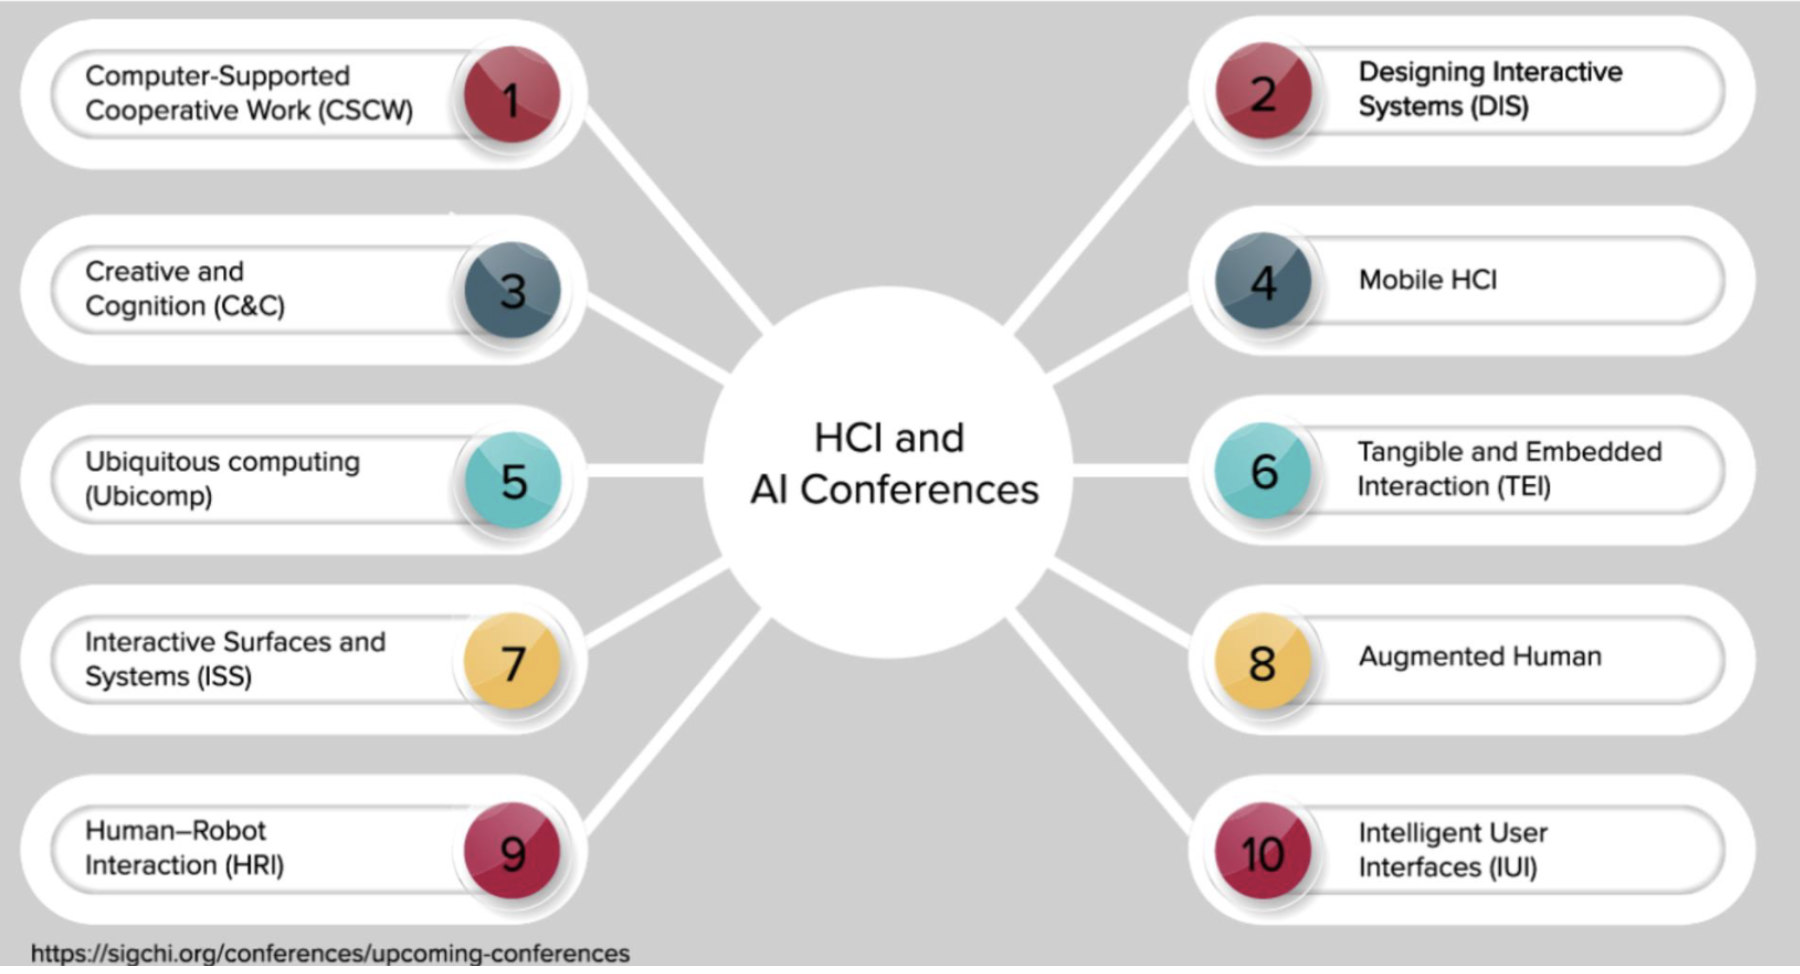 Computer-Supported
Cooperative Work (CSCW)
1
2
Designing Interactive
Systems (DIS)
Creative and
Cognition (C&C)
3
4
Mobile HCI
HCI and
AI Conferences
Ubiquitous computing
(Ubicomp)
5
6
Tangible and Embedded
Interaction (TEI)
Interactive Surfaces and
Systems (ISS)
7
8
Augmented Human
Human–Robot
Interaction (HRI)
9
10
Intelligent User
Interfaces (IUI)
https://sigchi.org/conferences/upcoming-conferences